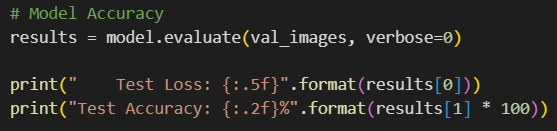 # Model Accuracy
results = model.evaluate(val_images, verbose=0)
print("    Test Loss: {:.5f}".format(results[0]))
print("Test Accuracy: {:.2f}%".format(results[1] * 100))